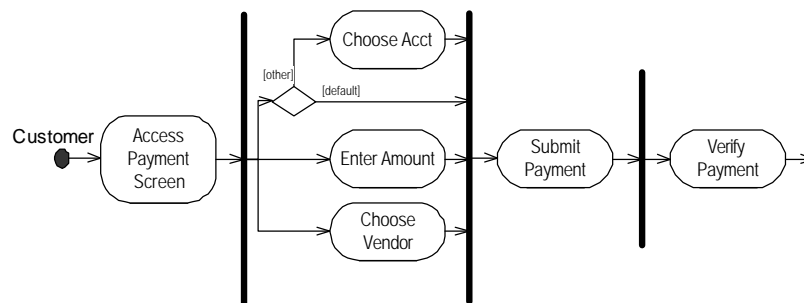 Customer
Access
Payment
Screen
[other]
[default]
Choose Acct
Enter Amount
Choose
Vendor
Submit
Payment
Verify
Payment